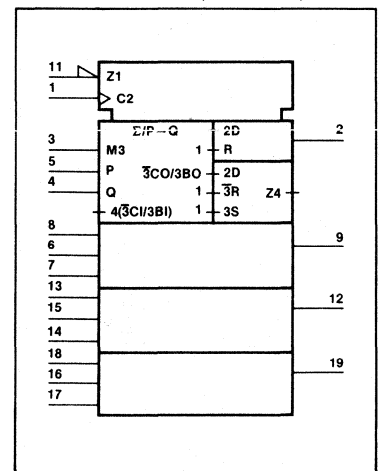 11 Z1
1 C2
Σ/P−Q 2D 2
3 M3 1 R
5 P 3̅CO/3BO 2D
4 Q 1 3̅R Z4
4(3̅CI/3BI) 1 3S
8
6 9
7
13
15 12
14
18
16 19
17